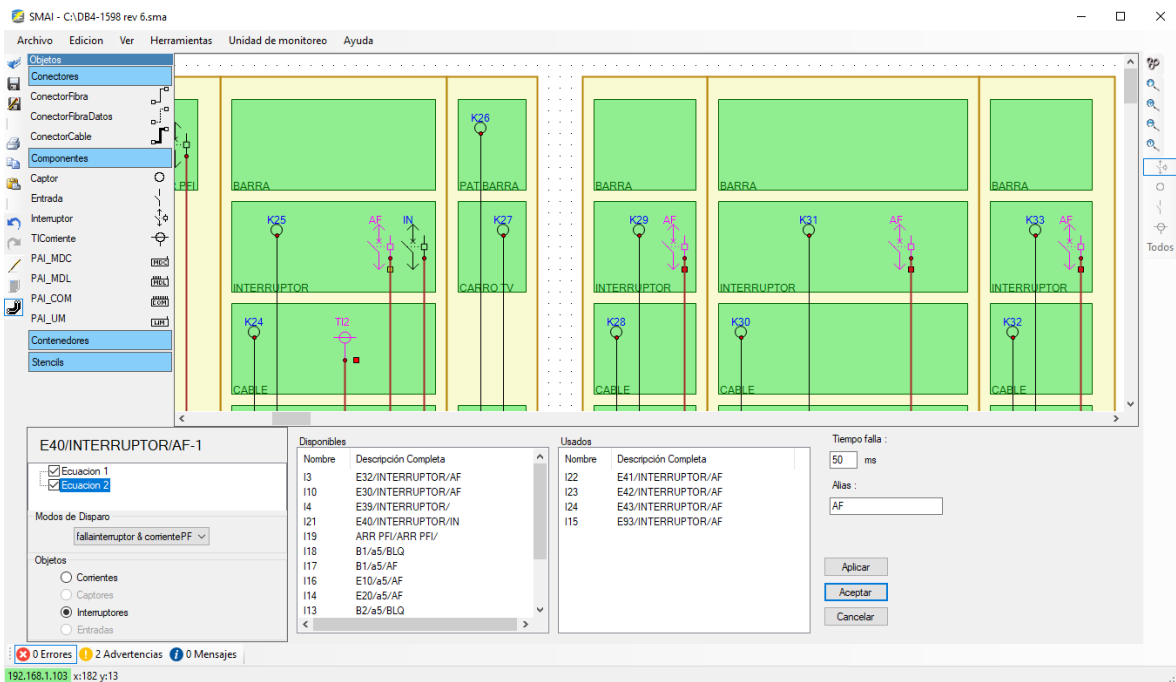 SMAI - C:\DB4-1598 rev 6.sma
Archivo Edicion Ver Herramientas Unidad de monitoreo Ayuda
Objetos
Conectores
ConectorFibra
ConectorFibraDatos
ConectorCable
Componentes
Captor
Entrada
Interruptor
TICorriente
PAI_MDC
MDC
PAI_MDL
MDL
PAI_COM
COM
PAI_UM
UM
Contenedores
Stencils
R PFI
BARRA
K26
PAT BARRA
BARRA
BARRA
BARRA
K25 AF IN
INTERRUPTOR
K27
CARRO TV
K29 AF
INTERRUPTOR
K31 AF
INTERRUPTOR
K33 AF
INTERRUPTOR
K24 TI2
CABLE
K28
CABLE
K30
CABLE
K32
CABLE
Todos
E40/INTERRUPTOR/AF-1
Ecuacion 1
Ecuacion 2
Modos de Disparo
fallainterruptor & corrientePF
Objetos
Corrientes
Captores
Interruptores
Entradas
Disponibles
Nombre Descripción Completa
I3 E32/INTERRUPTOR/AF
I10 E30/INTERRUPTOR/AF
I4 E39/INTERRUPTOR/
I21 E40/INTERRUPTOR/IN
I19 ARR PFI/ARR PFI/
I18 B1/a5/BLQ
I17 B1/a5/AF
I16 E10/a5/AF
I14 E20/a5/AF
I13 B2/a5/BLQ
Usados
Nombre Descripción Completa
I22 E41/INTERRUPTOR/AF
I23 E42/INTERRUPTOR/AF
I24 E43/INTERRUPTOR/AF
I15 E93/INTERRUPTOR/AF
Tiempo falla :
50 ms
Alias :
AF
Aplicar
Aceptar
Cancelar
0 Errores 2 Advertencias 0 Mensajes
192.168.1.103 x:182 y:13